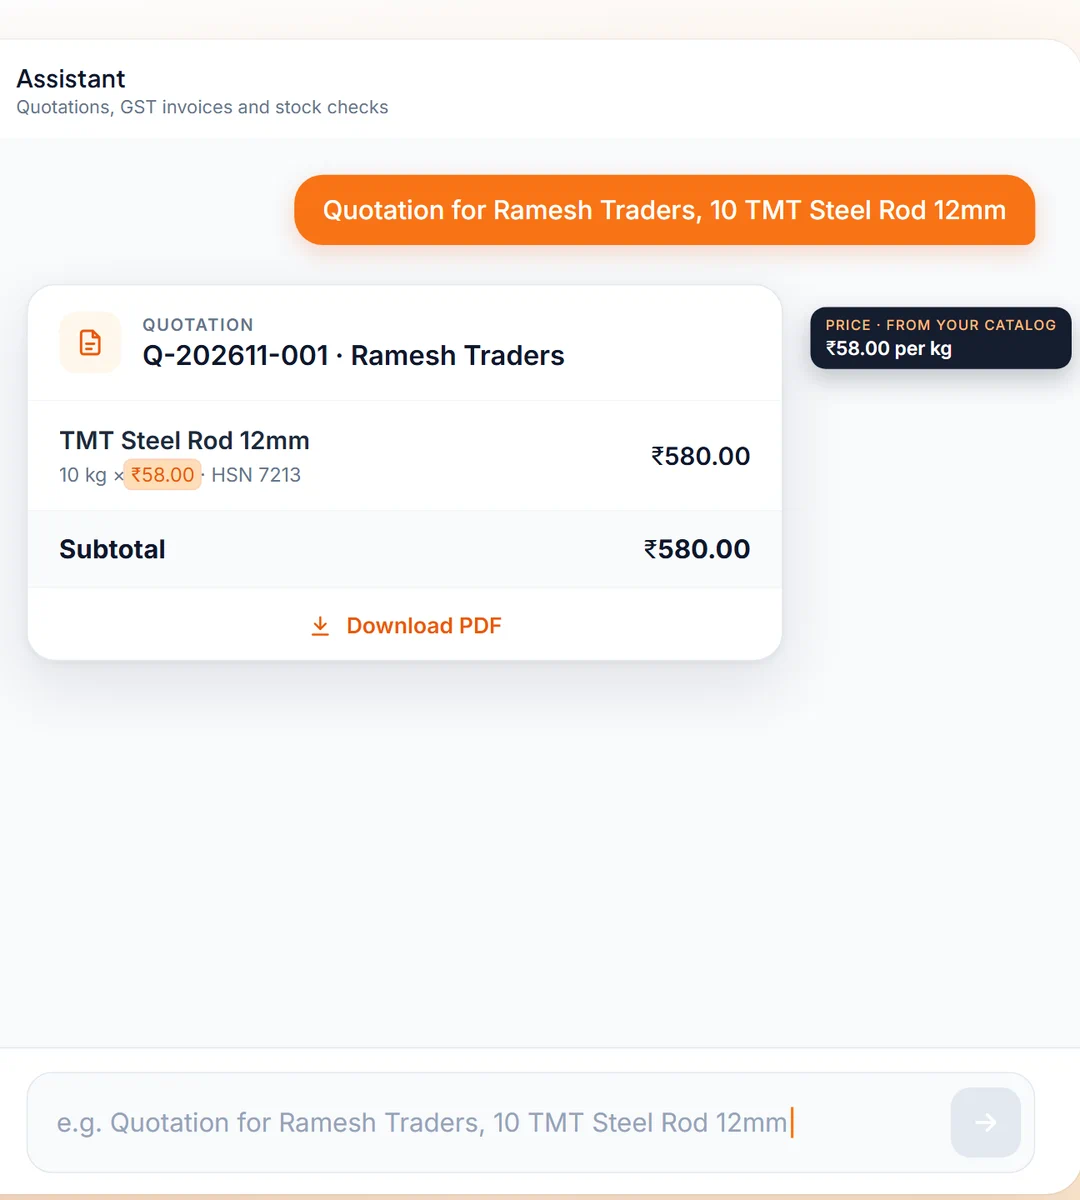 Assistant
Quotations, GST invoices and stock checks
Quotation for Ramesh Traders, 10 TMT Steel Rod 12mm
QUOTATION
Q-202611-001 · Ramesh Traders
PRICE · FROM YOUR CATALOG
₹58.00 per kg
TMT Steel Rod 12mm
10 kg × ₹58.00 · HSN 7213
₹580.00
Subtotal ₹580.00
Download PDF
e.g. Quotation for Ramesh Traders, 10 TMT Steel Rod 12mm